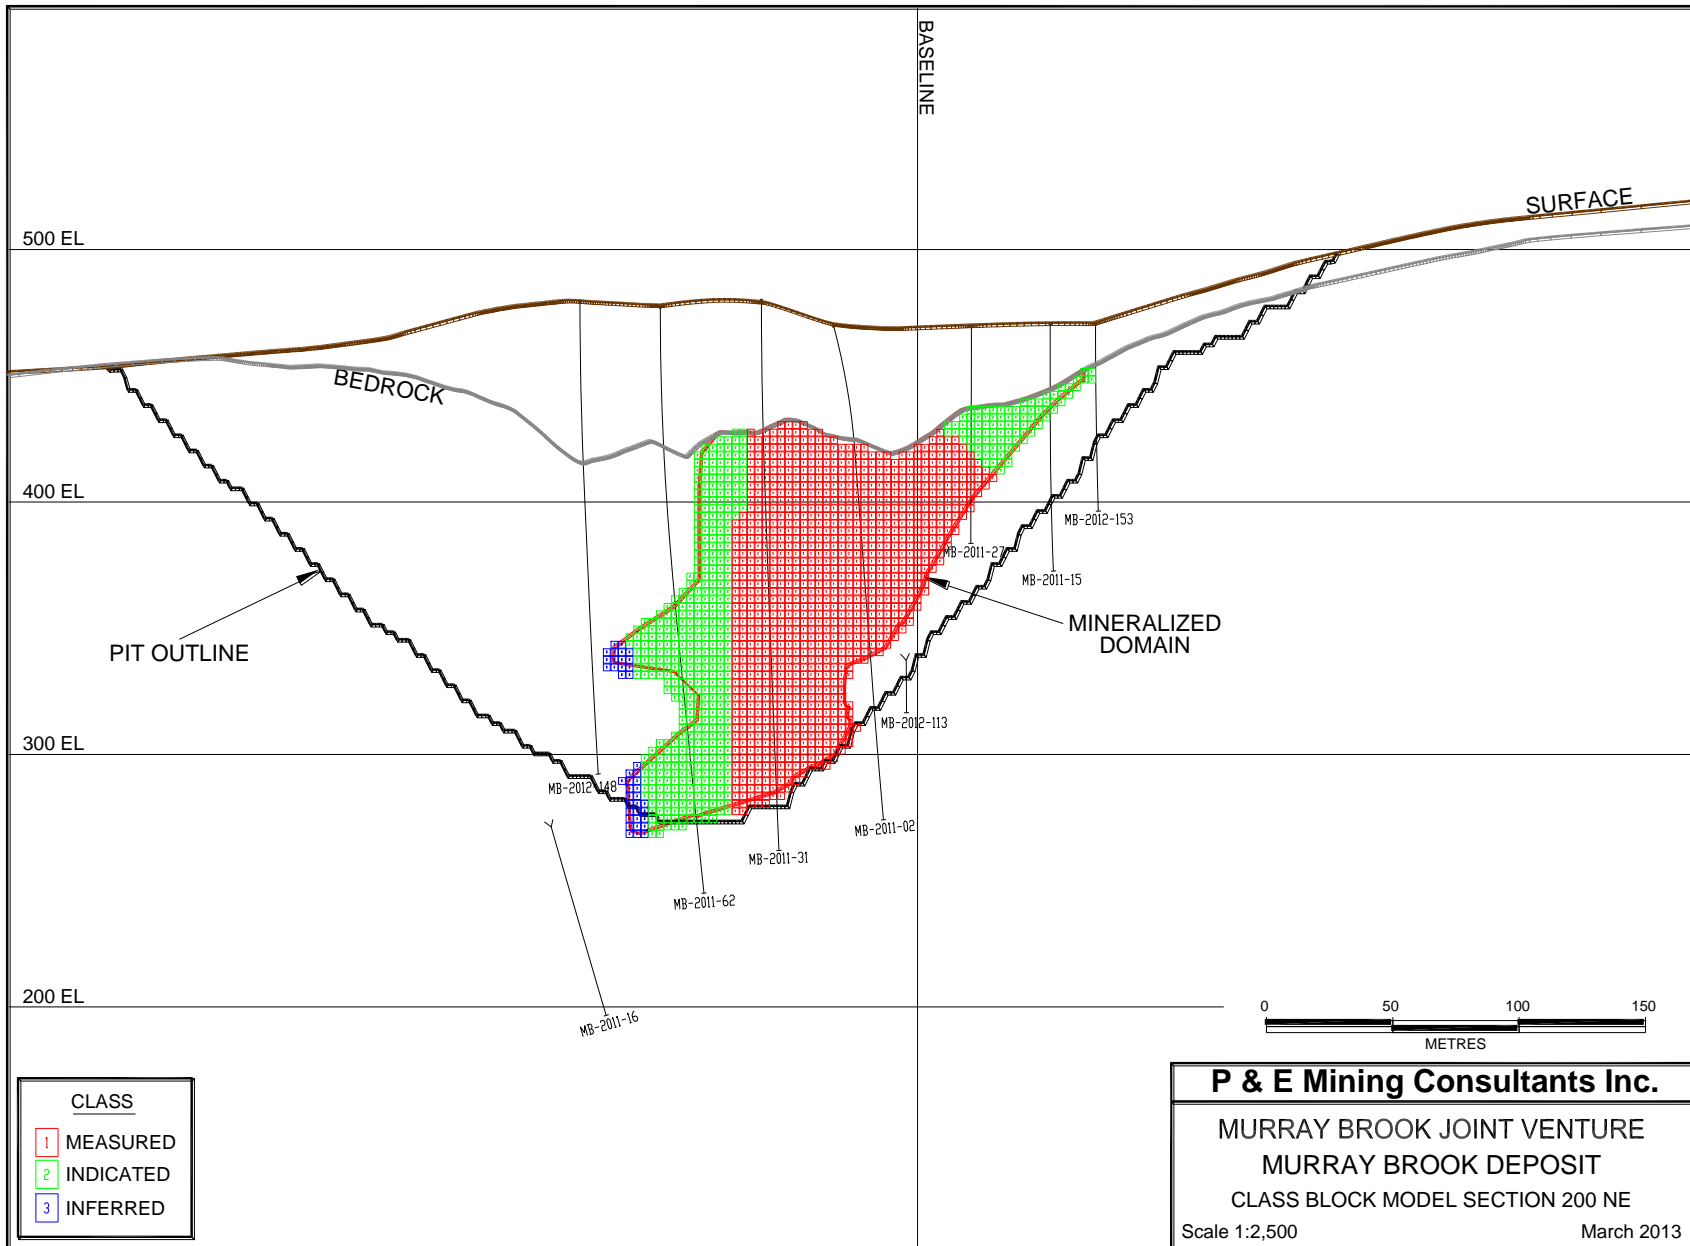 BASELINE
SURFACE
500 EL
BEDROCK
400 EL
MB-2012-153
MB-2011-27
MB-2011-15
PIT OUTLINE
MINERALIZED
DOMAIN
MB-2012-113
300 EL
MB-2012-148
MB-2011-02
MB-2011-31
MB-2011-62
200 EL
MB-2011-16
0 50 100 150
METRES
CLASS
1 MEASURED
2 INDICATED
3 INFERRED
P & E Mining Consultants Inc.
MURRAY BROOK JOINT VENTURE
MURRAY BROOK DEPOSIT
CLASS BLOCK MODEL SECTION 200 NE
Scale 1:2,500 March 2013